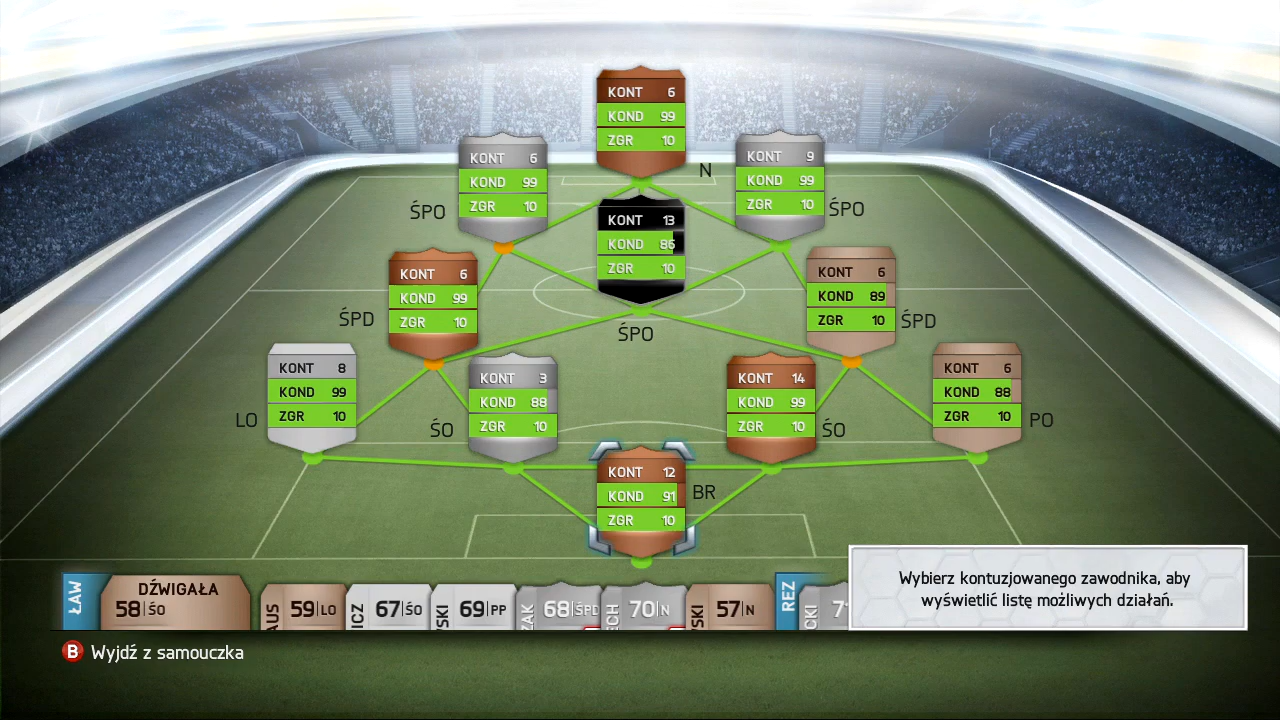 KONT 6
KOND 99
ZGR 10
N
KONT 6
KOND 99
ZGR 10
ŚPO
KONT 9
KOND 99
ZGR 10
ŚPO
KONT 13
KOND 86
ZGR 10
ŚPO
KONT 6
KOND 99
ZGR 10
ŚPD
KONT 6
KOND 89
ZGR 10
ŚPD
KONT 8
KOND 99
ZGR 10
LO
KONT 3
KOND 88
ZGR 10
ŚO
KONT 14
KOND 99
ZGR 10
ŚO
KONT 6
KOND 88
ZGR 10
PO
KONT 12
KOND 91
ZGR 10
BR
ŁAW
DŹWIGAŁA
58 ŚO
AUS 59 LO
ICZ 67 ŚO
SKI 69 PP
ZAK 68 ŚPD
ECH 70 N
SKI 57 N
REZ
CKI
Wybierz kontuzjowanego zawodnika, aby
wyświetlić listę możliwych działań.
B Wyjdź z samouczka